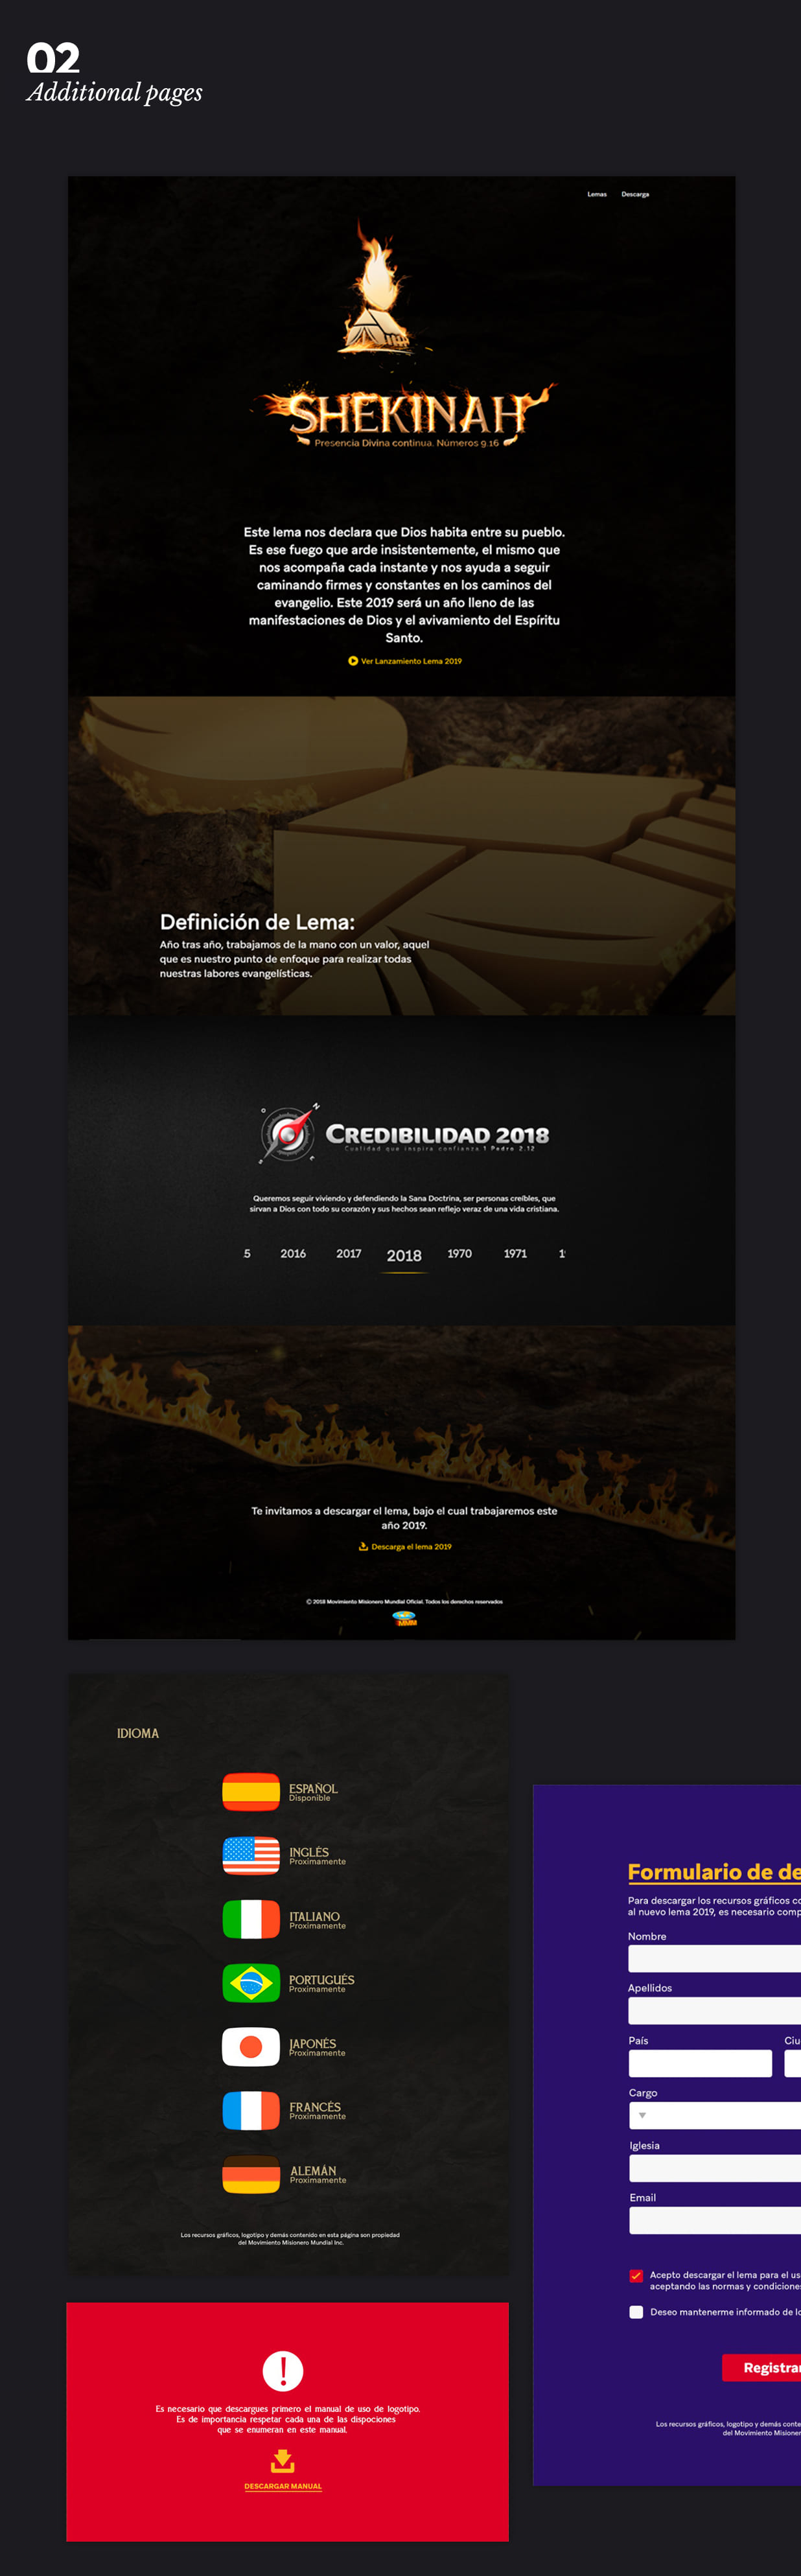 02
Additional pages
Lemas Descarga
SHEKINAH
Presencia Divina continua. Números 9.16
Este lema nos declara que Dios habita entre su pueblo.
Es ese fuego que arde insistentemente, el mismo que
nos acompaña cada instante y nos ayuda a seguir
caminando firmes y constantes en los caminos del
evangelio. Este 2019 será un año lleno de las
manifestaciones de Dios y el avivamiento del Espíritu
Santo.
Ver Lanzamiento Lema 2019
Definición de Lema:
Año tras año, trabajamos de la mano con un valor, aquel
que es nuestro punto de enfoque para realizar todas
nuestras labores evangelísticas.
O N
S E
CREDIBILIDAD 2018
Cualidad que inspira confianza 1 Pedro 2.12
Queremos seguir viviendo y defendiendo la Sana Doctrina, ser personas creíbles, que
sirvan a Dios con todo su corazón y sus hechos sean reflejo veraz de una vida cristiana.
5 2016 2017 2018 1970 1971 1
Te invitamos a descargar el lema, bajo el cual trabajaremos este
año 2019.
Descarga el lema 2019
© 2018 Movimiento Misionero Mundial Oficial. Todos los derechos reservados
MMM
IDIOMA
ESPAÑOL
Disponible
INGLÉS
Proximamente
ITALIANO
Proximamente
PORTUGUÉS
Proximamente
JAPONÉS
Proximamente
FRANCÉS
Proximamente
ALEMÁN
Proximamente
Los recursos gráficos, logotipo y demás contenido en esta página son propiedad
del Movimiento Misionero Mundial Inc.
Formulario de de
Para descargar los recursos gráficos co
al nuevo lema 2019, es necesario comp
Nombre
Apellidos
País Ciu
Cargo
Iglesia
Email
Acepto descargar el lema para el us
aceptando las normas y condicione
Deseo mantenerme informado de lo
Registra
Los recursos gráficos, logotipo y demás conte
del Movimiento Misioner
Es necesario que descargues primero el manual de uso de logotipo.
Es de importancia respetar cada una de las dispociones
que se enumeran en este manual.
DESCARGAR MANUAL